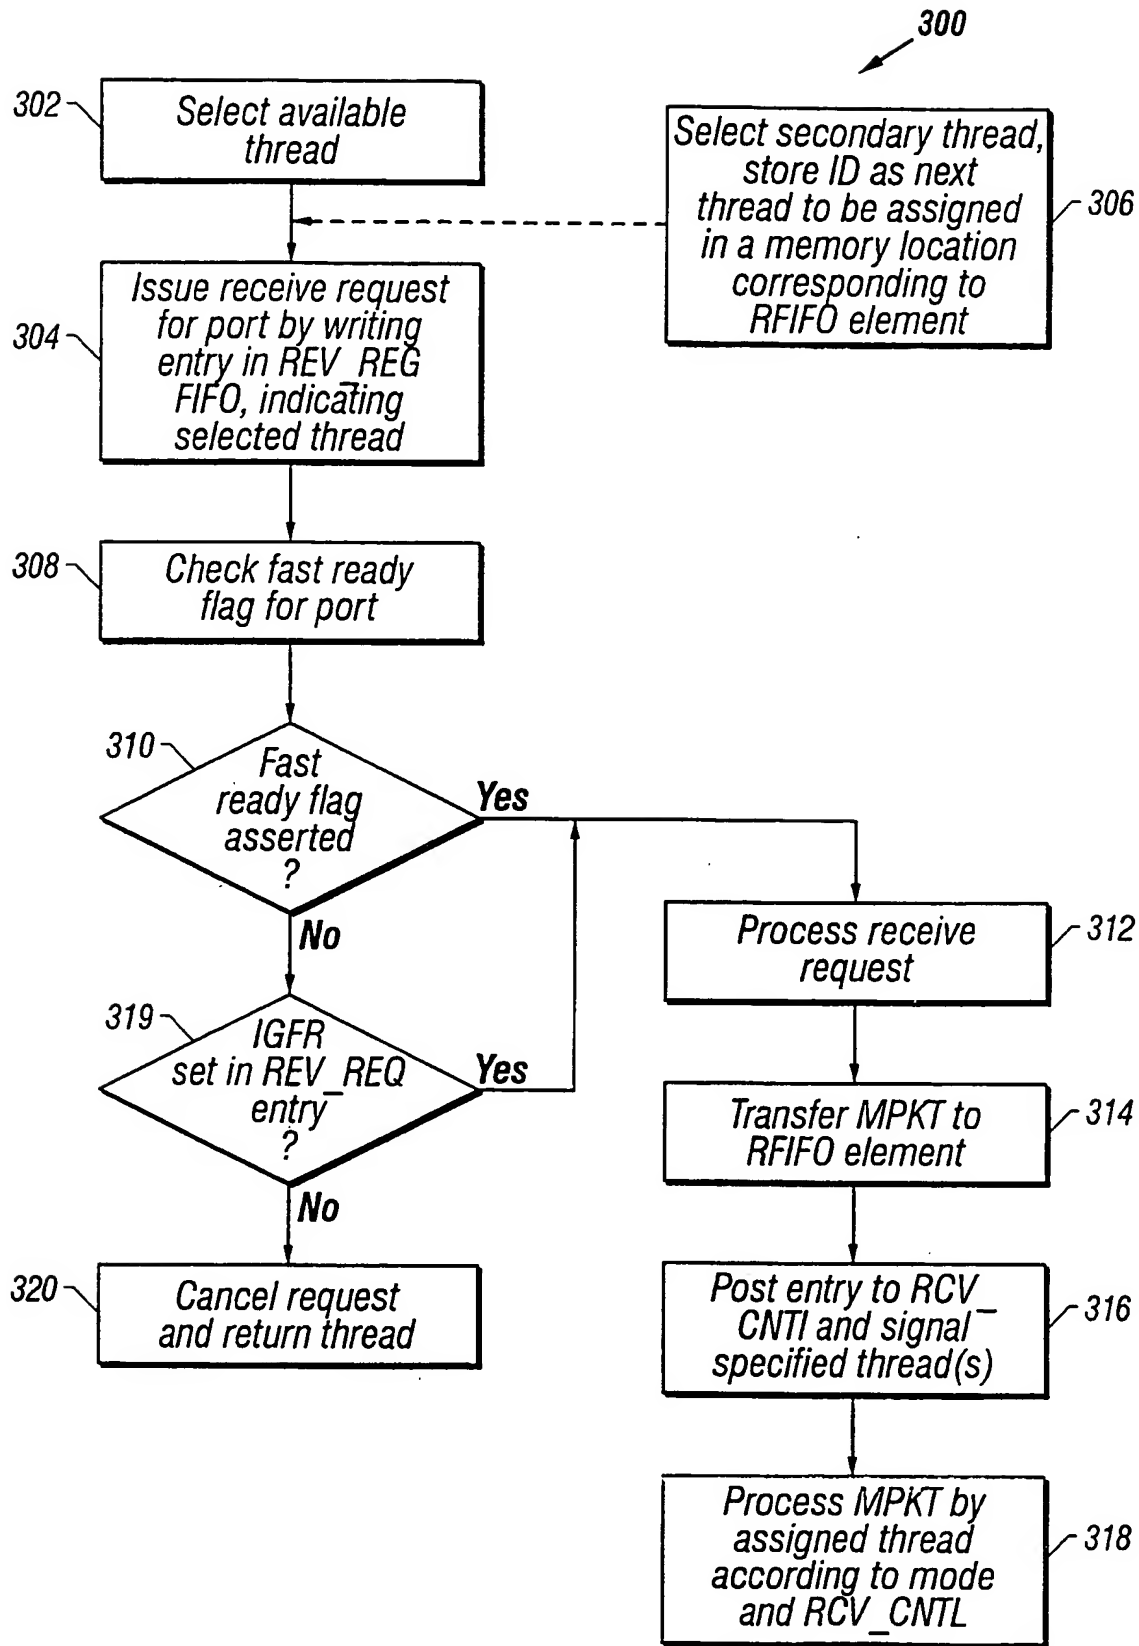 300
302
Select available
thread
Select secondary thread,
store ID as next
thread to be assigned
in a memory location
corresponding to
RFIFO element
306
304
Issue receive request
for port by writing
entry in REV_REG
FIFO, indicating
selected thread
308
Check fast ready
flag for port
310
Fast
ready flag
asserted
?
Yes
No
312
Process receive
request
319
IGFR
set in REV_REQ
entry
?
Yes
No
314
Transfer MPKT to
RFIFO element
320
Cancel request
and return thread
316
Post entry to RCV_
CNTl and signal
specified thread(s)
318
Process MPKT by
assigned thread
according to mode
and RCV_CNTL